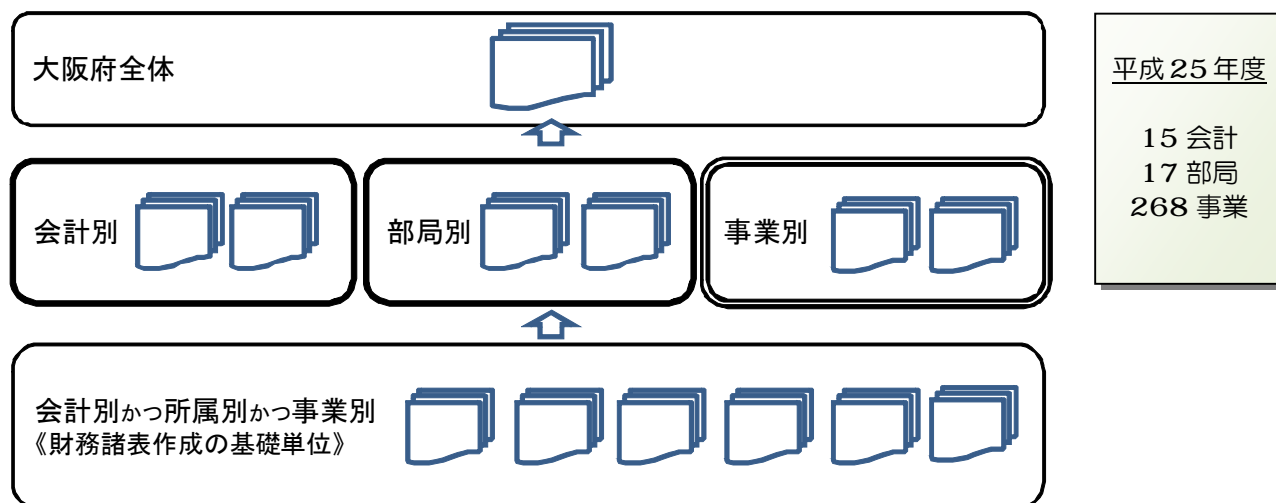 大阪府全体
会計別
部局別
事業別
会計別かつ所属別かつ事業別
《財務諸表作成の基礎単位》
平成25年度
15会計
17部局
268事業